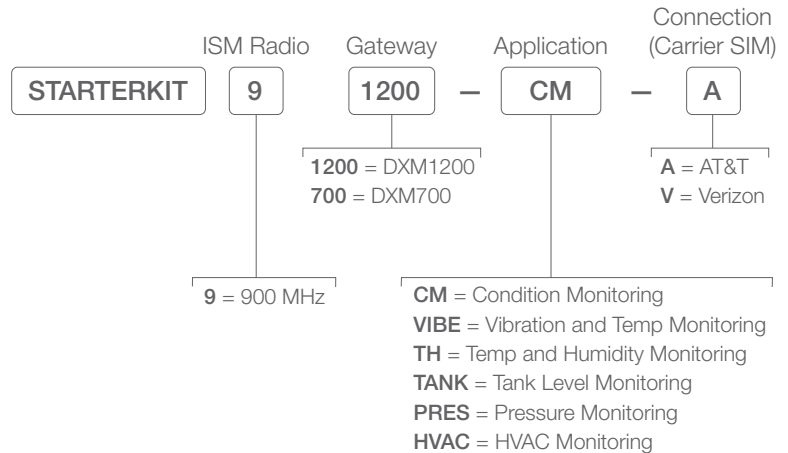 Connection
ISM Radio Gateway Application (Carrier SIM)
STARTERKIT 9 1200 – CM – A
1200 = DXM1200
700 = DXM700
A = AT&T
V = Verizon
9 = 900 MHz
CM = Condition Monitoring
VIBE = Vibration and Temp Monitoring
TH = Temp and Humidity Monitoring
TANK = Tank Level Monitoring
PRES = Pressure Monitoring
HVAC = HVAC Monitoring